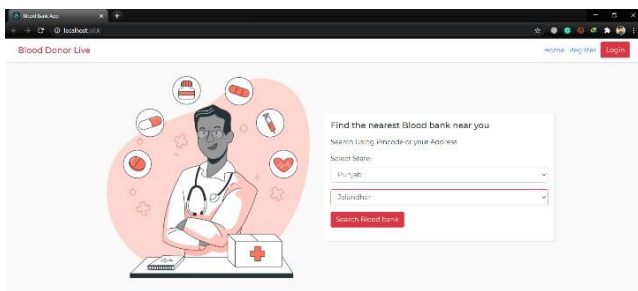 Blood Bank App
localhost:
Blood Donor Live
Home Register Login
Find the nearest Blood bank near you
Search Using Pincode or your Address
Select State
Punjab
Jalandhar
Search Blood bank